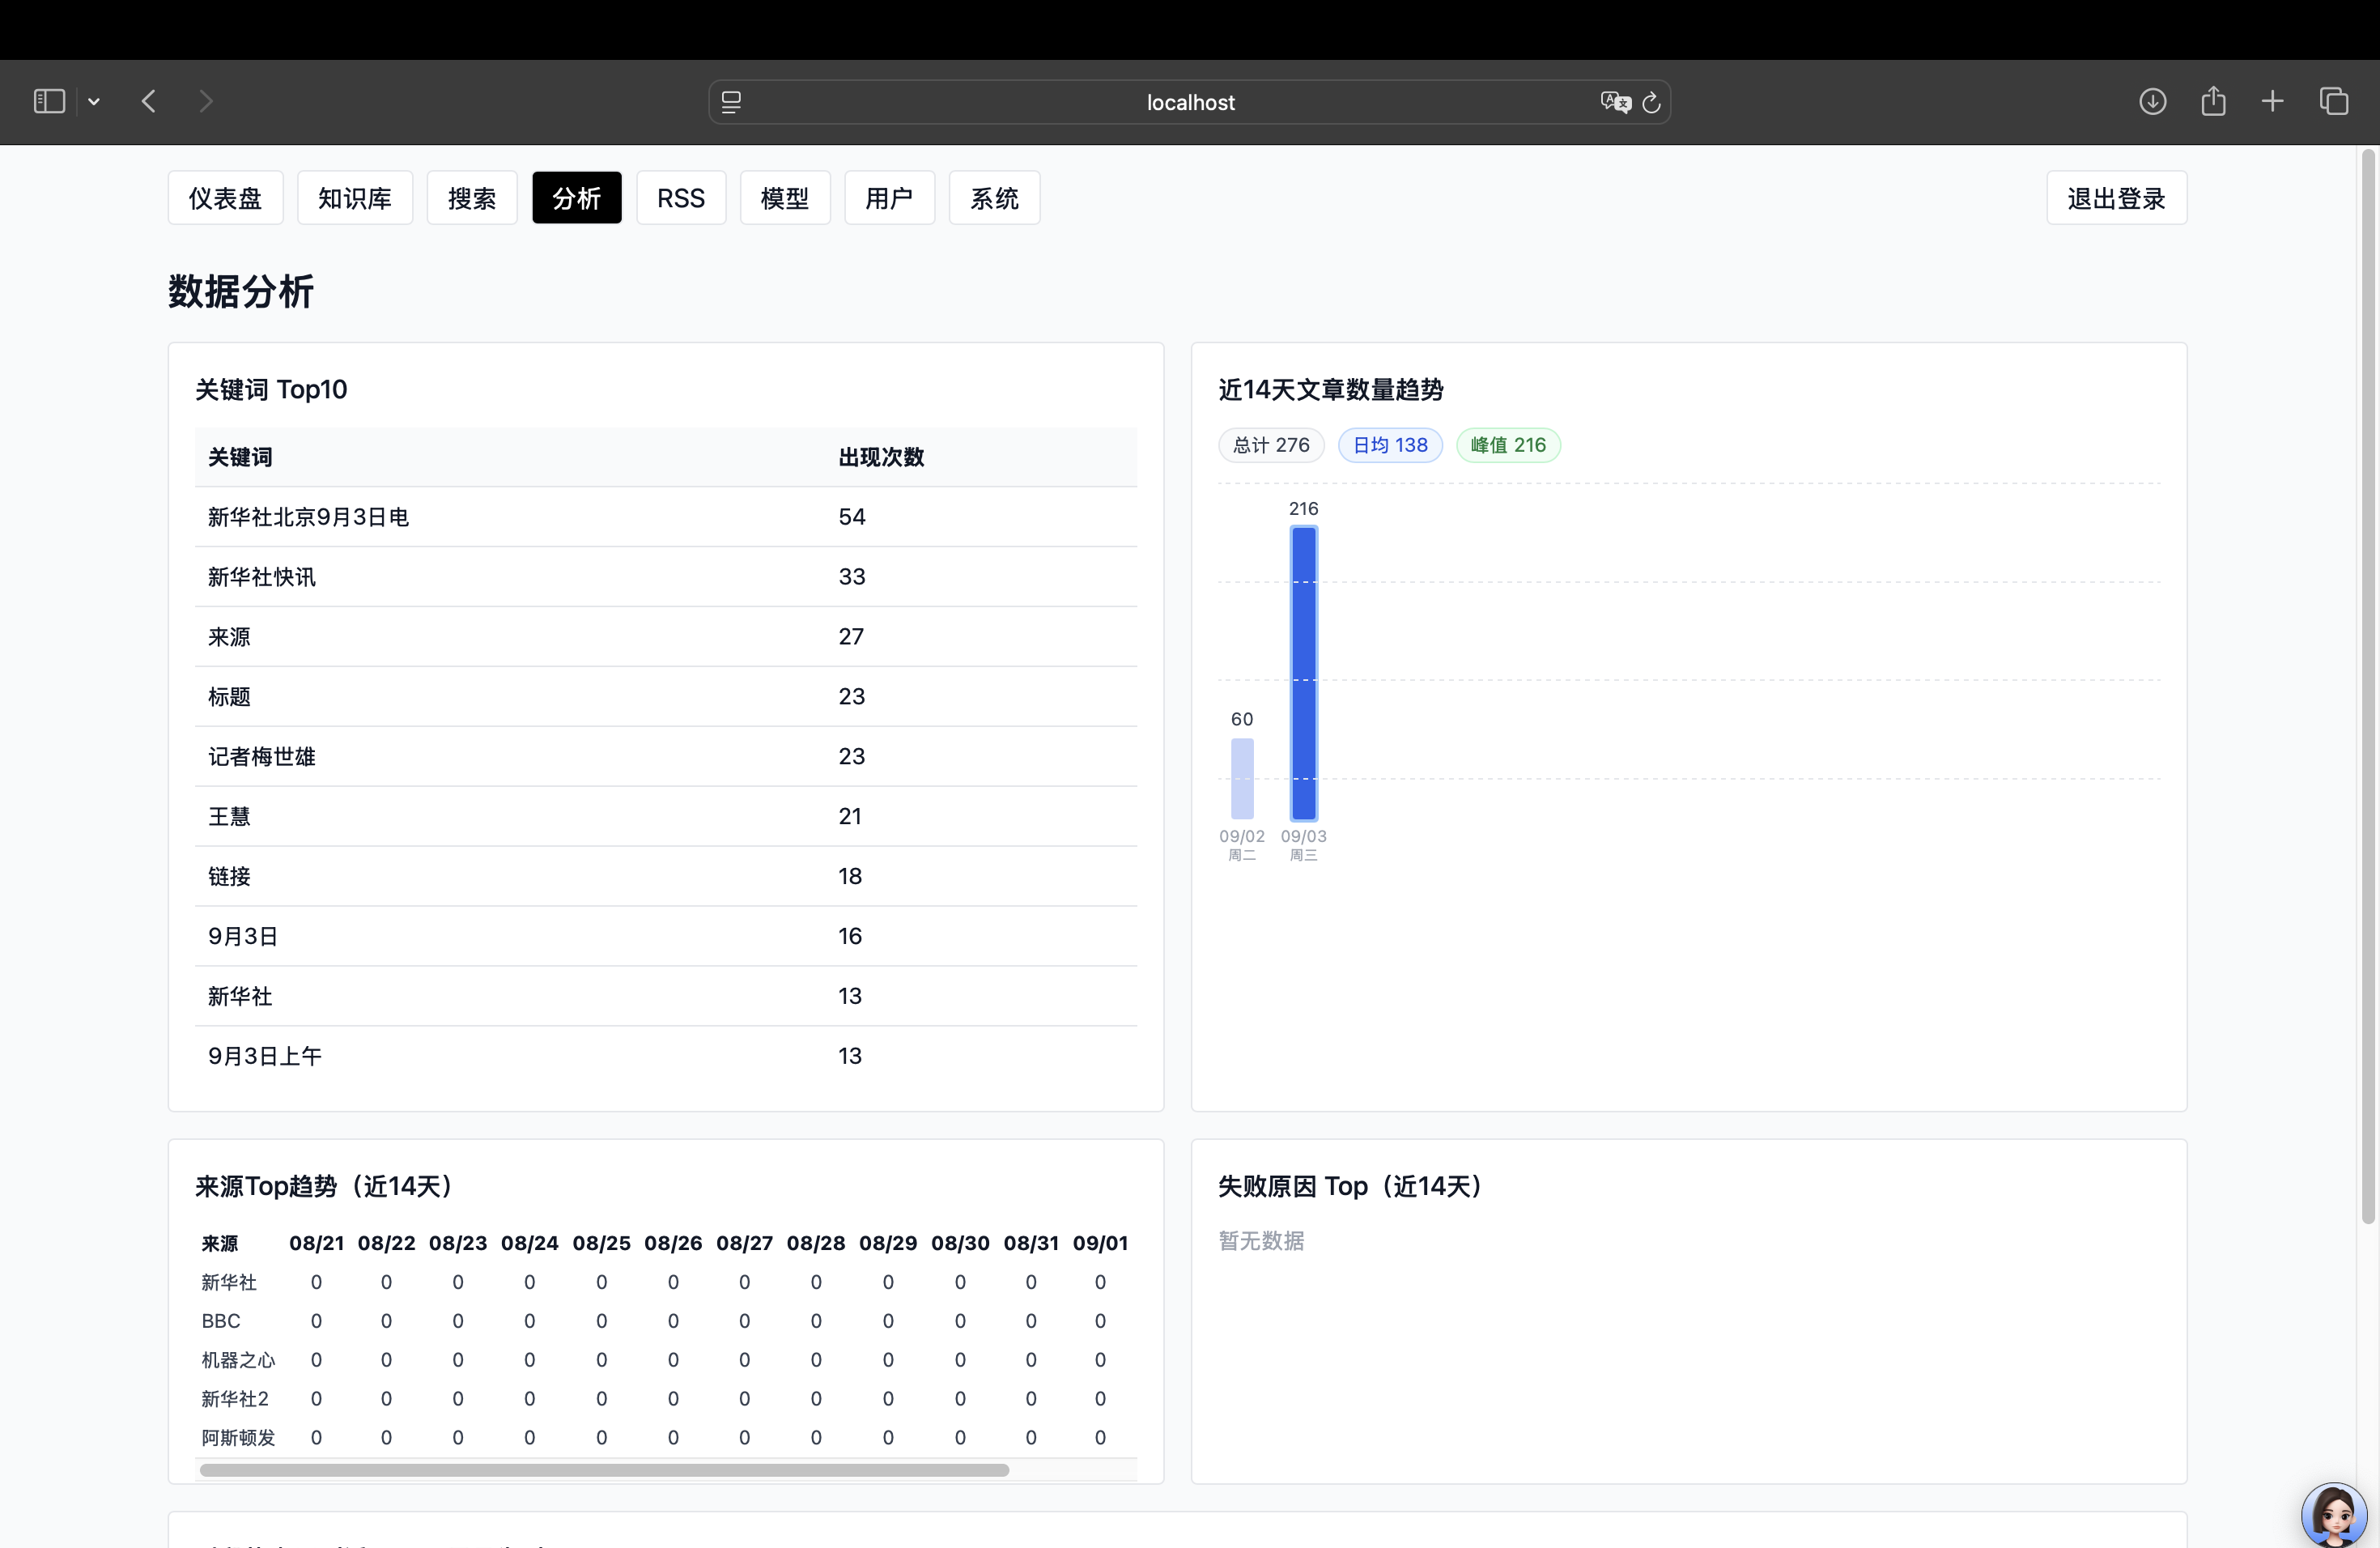 localhost
仪表盘 知识库 搜索 分析 RSS 模型 用户 系统 退出登录
数据分析
关键词 Top10
关键词 出现次数
新华社北京9月3日电 54
新华社快讯 33
来源 27
标题 23
记者梅世雄 23
王慧 21
链接 18
9月3日 16
新华社 13
9月3日上午 13
近14天文章数量趋势
总计 276 日均 138 峰值 216
216
60
09/02 09/03
周二 周三
来源Top趋势（近14天）
来源 08/21 08/22 08/23 08/24 08/25 08/26 08/27 08/28 08/29 08/30 08/31 09/01
新华社 0 0 0 0 0 0 0 0 0 0 0 0
BBC 0 0 0 0 0 0 0 0 0 0 0 0
机器之心 0 0 0 0 0 0 0 0 0 0 0 0
新华社2 0 0 0 0 0 0 0 0 0 0 0 0
阿斯顿发 0 0 0 0 0 0 0 0 0 0 0 0
失败原因 Top（近14天）
暂无数据